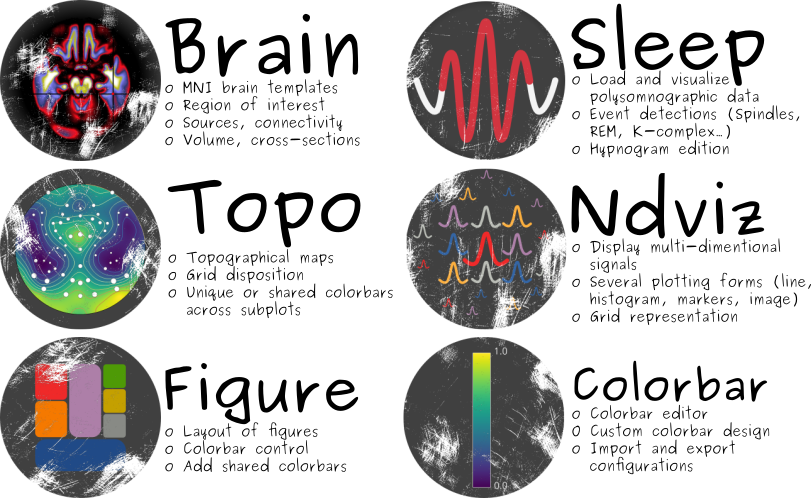 Brain
o MNI brain templates
o Region of interest
o Sources, connectivity
o Volume, cross-sections
Sleep
o Load and visualize
polysomnographic data
o Event detections (Spindles,
REM, K-complex...)
o Hypnogram edition
Topo
o Topographical maps
o Grid disposition
o Unique or shared colorbars
across subplots
Ndviz
o Display multi-dimentional
signals
o Several plotting forms (line,
histogram, markers, image)
o Grid representation
Figure
o Layout of figures
o Colorbar control
o Add shared colorbars
1.0
0.0
Colorbar
o Colorbar editor
o Custom colorbar design
o Import and export
configurations